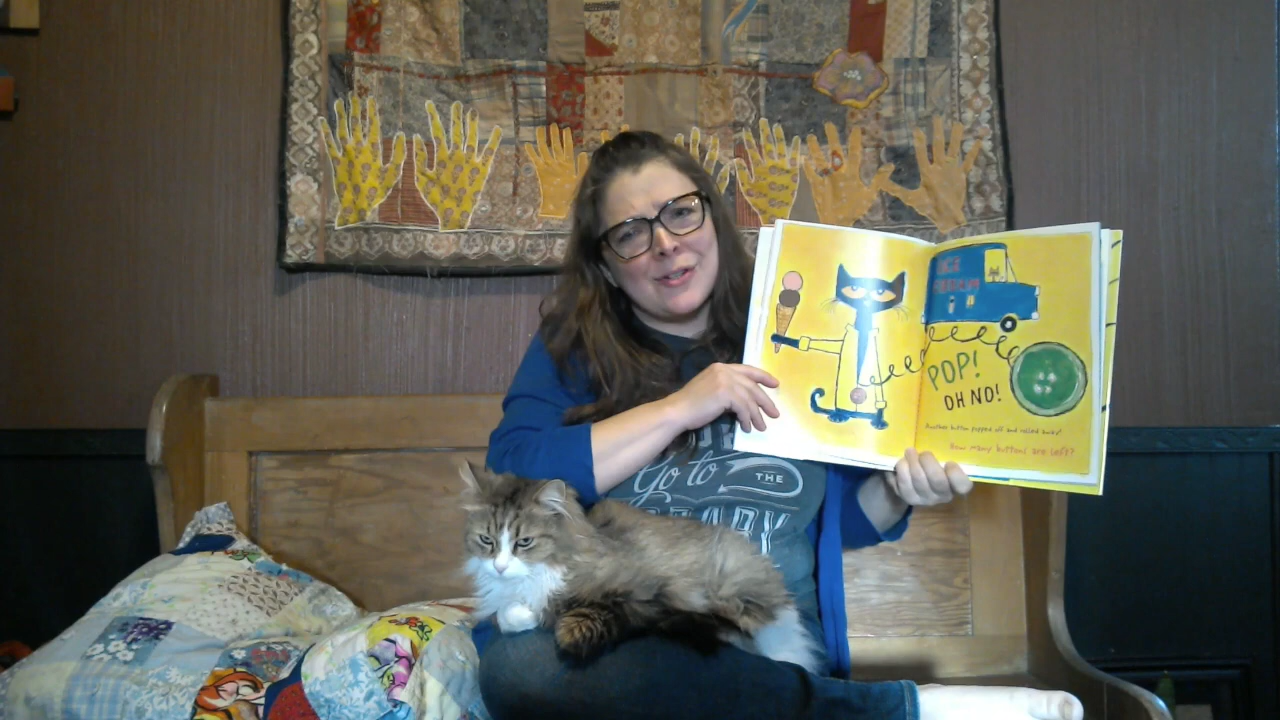 Go to
THE
LIBRARY
ICE
POP!
OH NO!
Another button popped off and rolled away!
How many buttons are left?